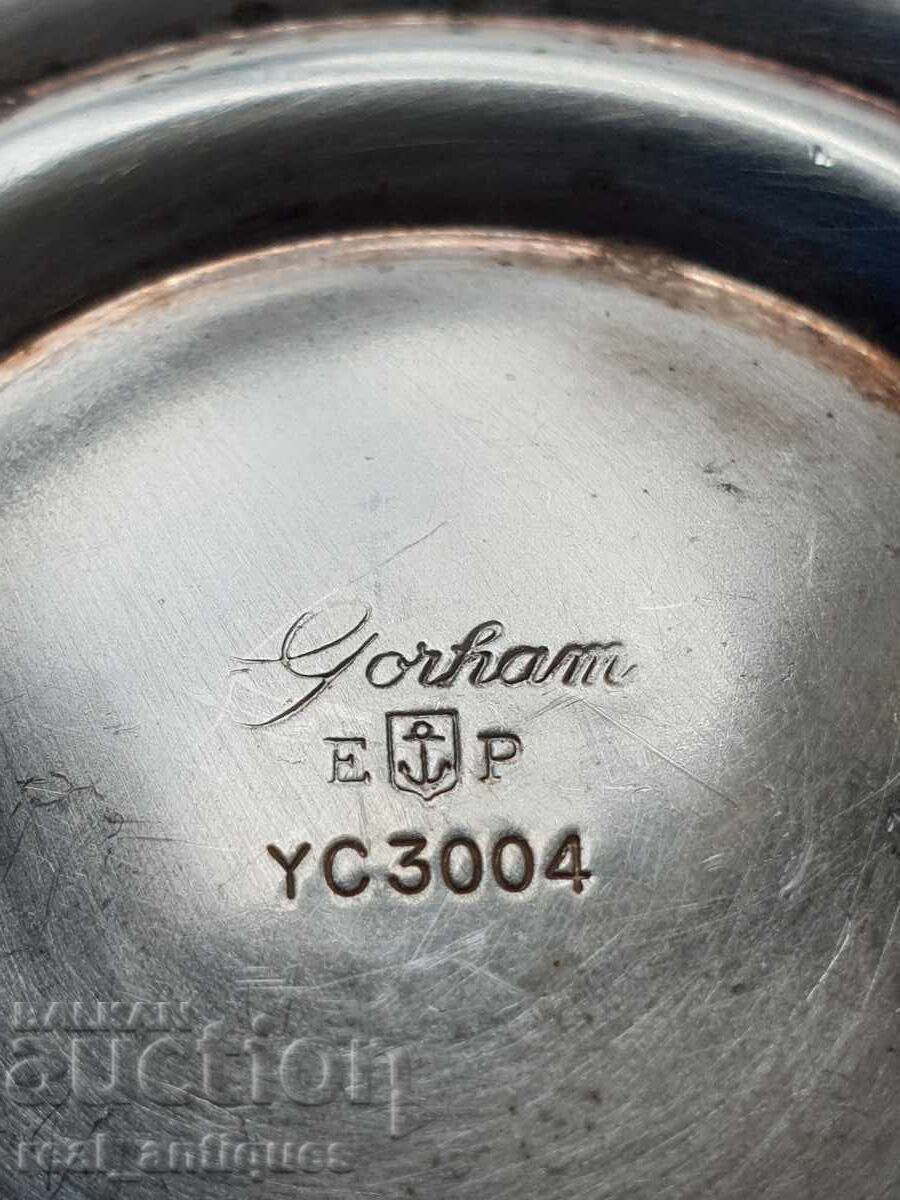 Gorham
E P
YC3004
BALKAN
auction
real_antiques